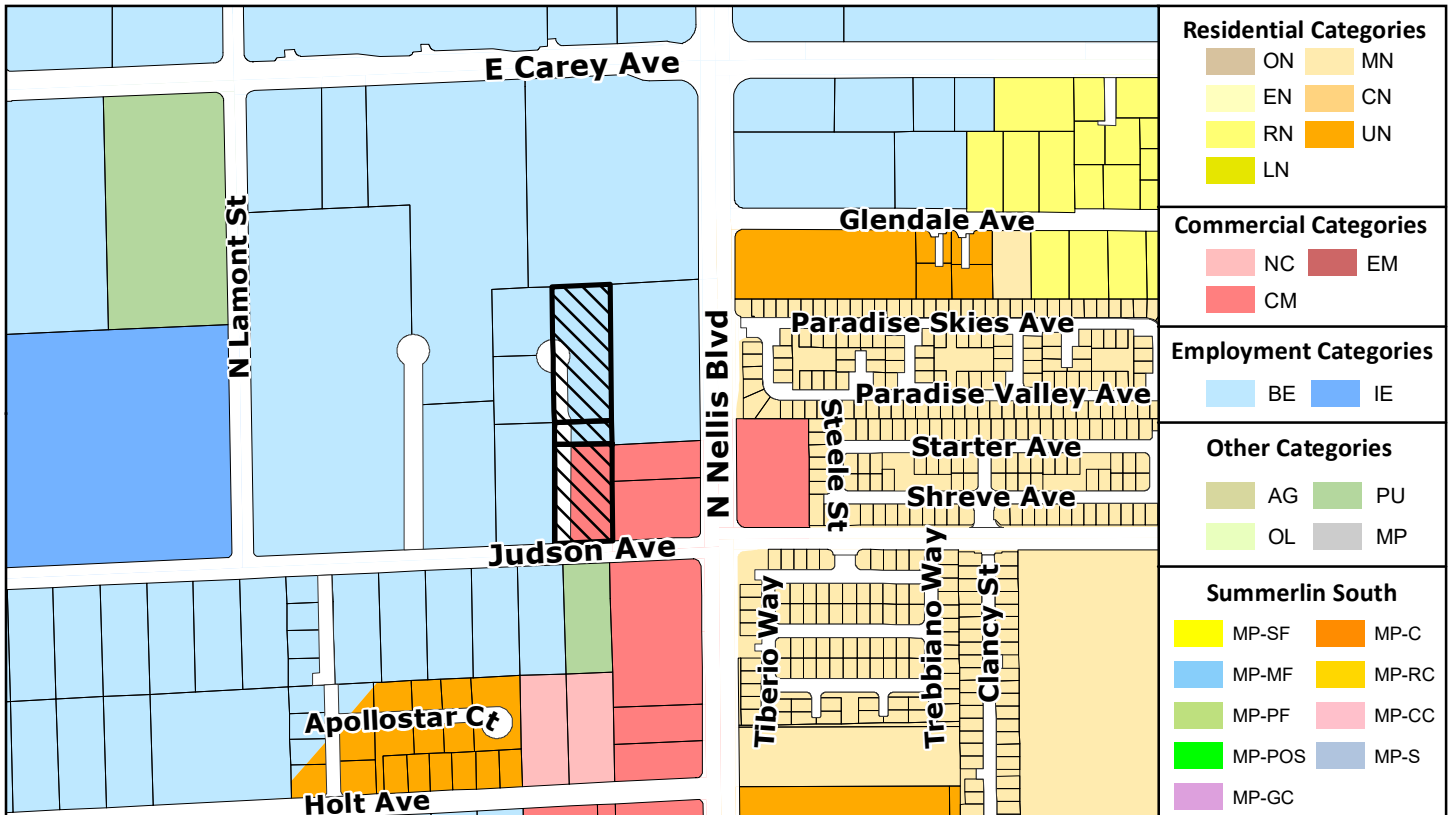 E Carey Ave
N Lamont St
Glendale Ave
N Nellis Blvd
Paradise Skies Ave
Paradise Valley Ave
Steele St
Starter Ave
Shreve Ave
Judson Ave
Tiberio Way
Trebbiano Way
Clancy St
Apollostar Ct
Holt Ave
Residential Categories
ON MN
EN CN
RN UN
LN
Commercial Categories
NC EM
CM
Employment Categories
BE IE
Other Categories
AG PU
OL MP
Summerlin South
MP-SF MP-C
MP-MF MP-RC
MP-PF MP-CC
MP-POS MP-S
MP-GC